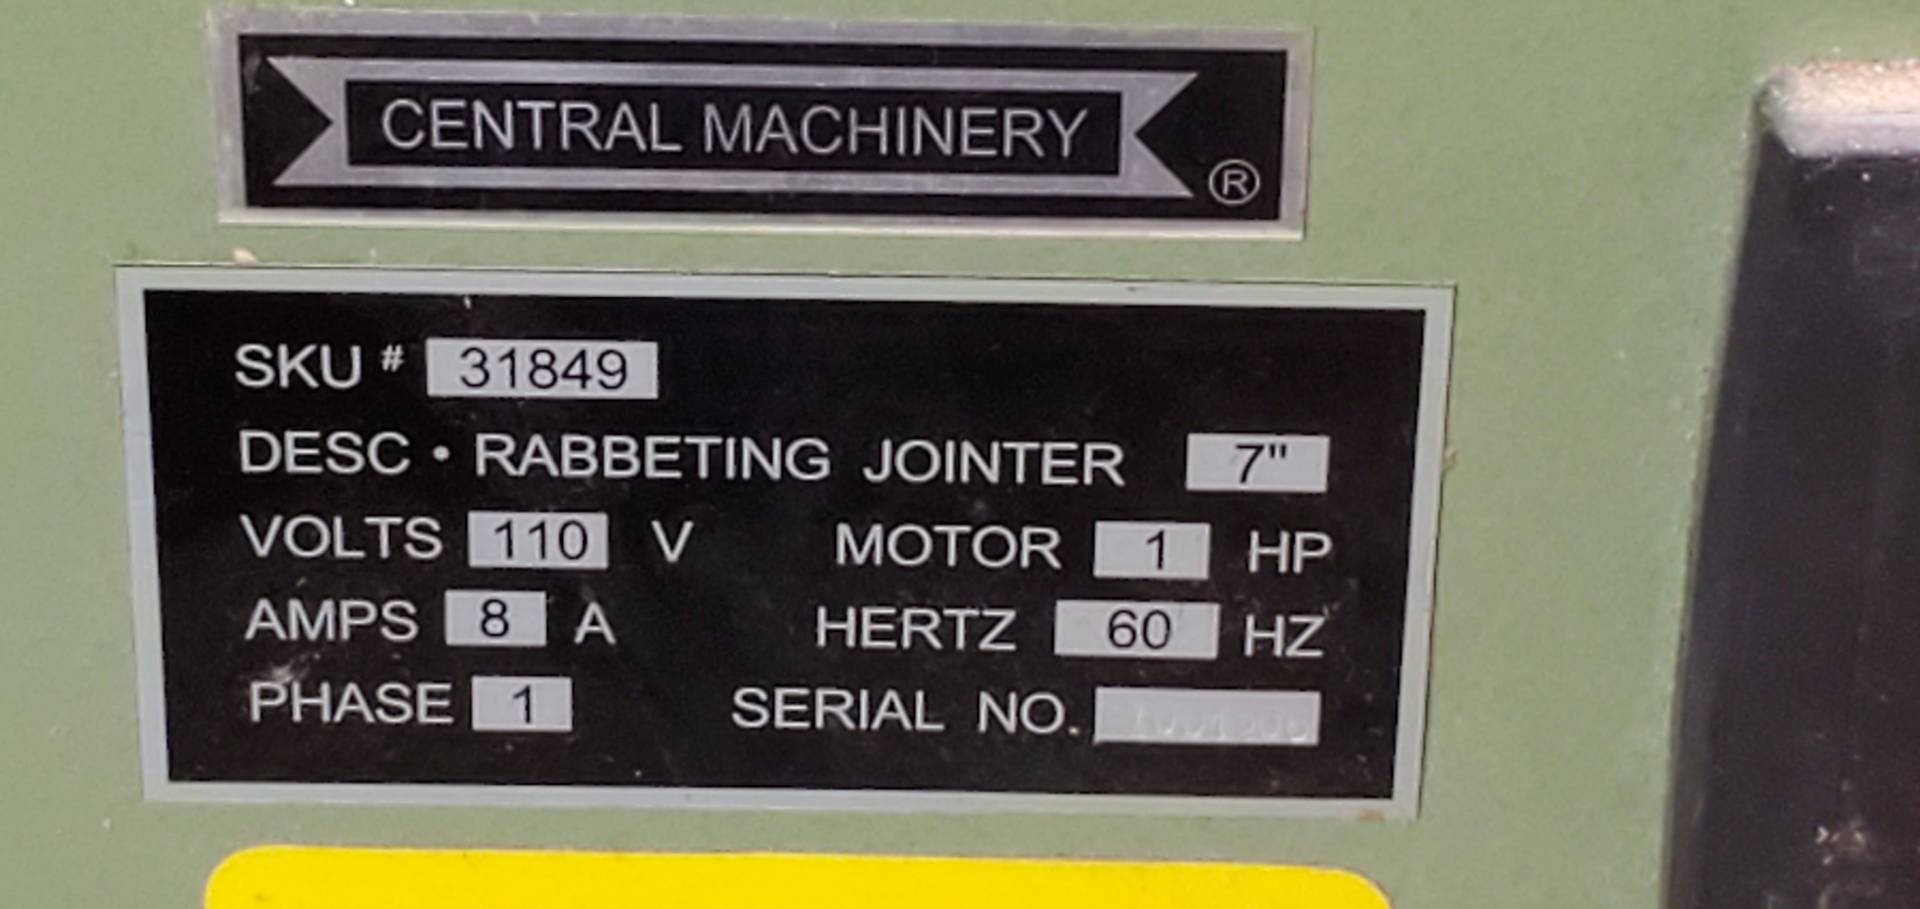 CENTRAL MACHINERY ®
SKU # 31849
DESC • RABBETING JOINTER 7"
VOLTS 110 V MOTOR 1 HP
AMPS 8 A HERTZ 60 HZ
PHASE 1 SERIAL NO.